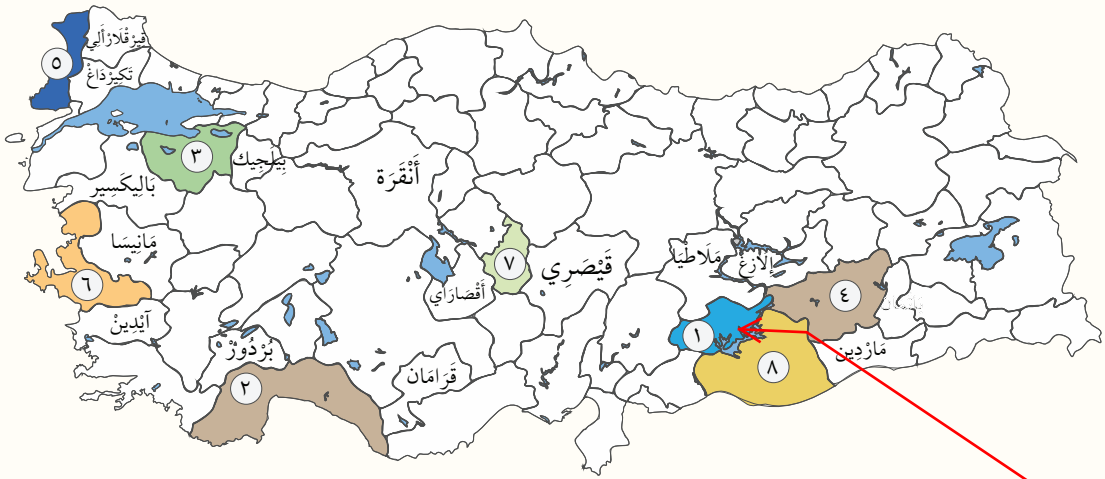 قِيرْقْلَارْأَلِي
٥
تَكِيرْدَاغْ
٣
بِيلَجِيك
أَنْقَرَة
بَالِيكَسِير
مَانِيسَا
٦
آيْدِينْ
بُرْدُورْ
٢
قَرَامَان
أَقْصَارَاي
٧
قَيْصَرِي
مَلَاطْيَا
إِلَازِغْ
٤
١
مَارْدِين
٨